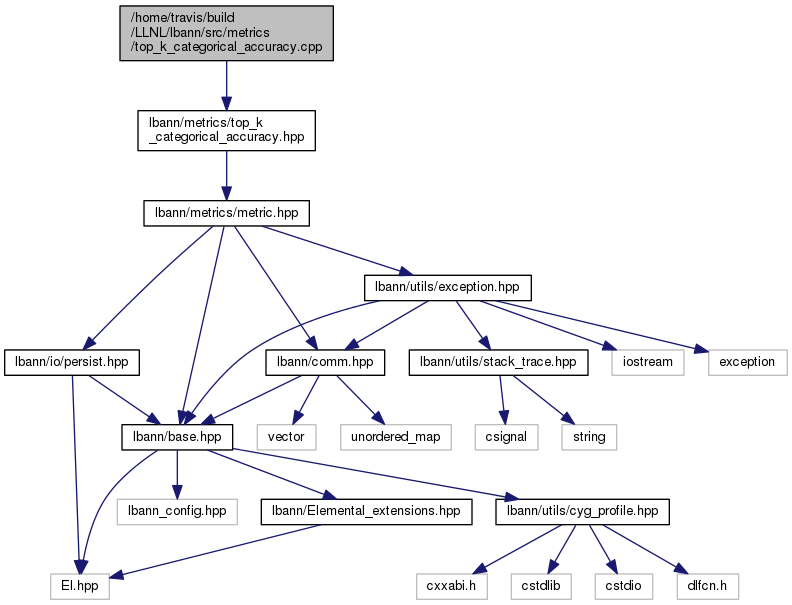 /home/travis/build
/LLNL/lbann/src/metrics
/top_k_categorical_accuracy.cpp
lbann/metrics/top_k
_categorical_accuracy.hpp
lbann/metrics/metric.hpp
lbann/utils/exception.hpp
lbann/io/persist.hpp
lbann/comm.hpp
lbann/utils/stack_trace.hpp
iostream
exception
lbann/base.hpp
vector
unordered_map
csignal
string
lbann_config.hpp
lbann/Elemental_extensions.hpp
lbann/utils/cyg_profile.hpp
El.hpp
cxxabi.h
cstdlib
cstdio
dlfcn.h